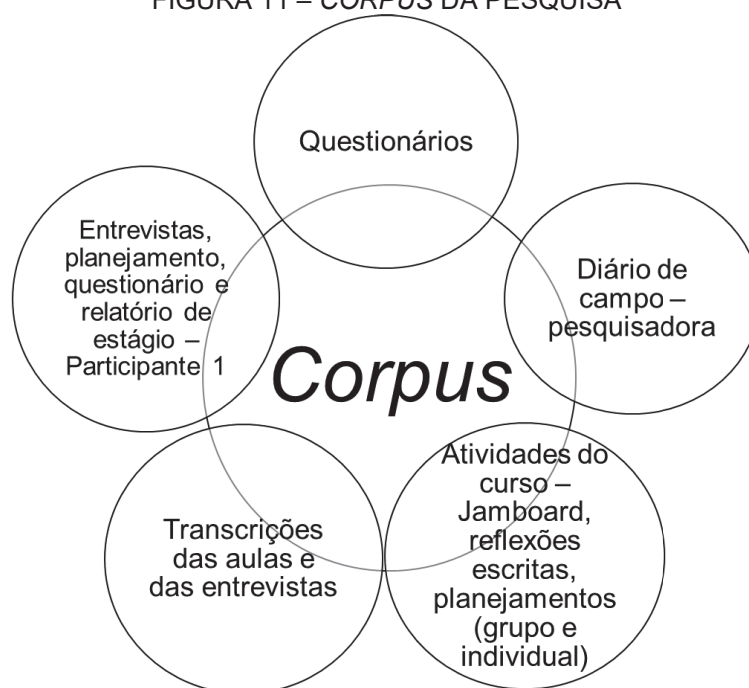 FIGURA 11 – CORPUS DA PESQUISA
Questionários
Entrevistas,
planejamento,
questionário e
relatório de
estágio –
Participante 1
Diário de
campo –
pesquisadora
Corpus
Transcrições
das aulas e
das entrevistas
Atividades do
curso –
Jamboard,
reflexões
escritas,
planejamentos
(grupo e
individual)